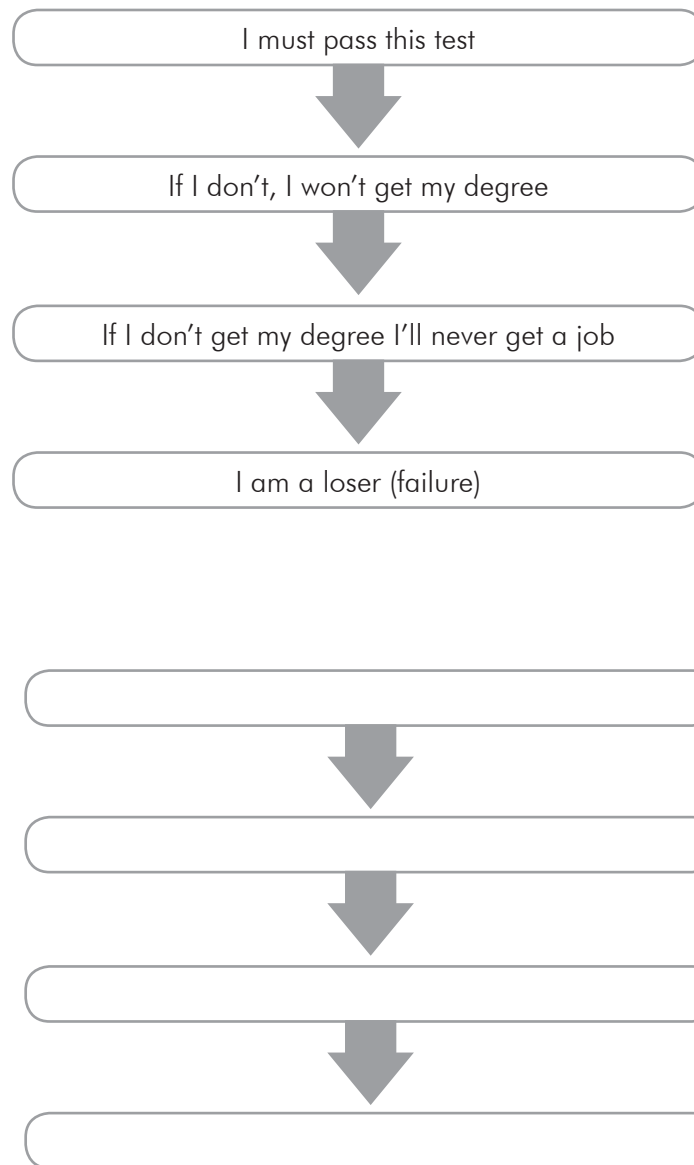 I must pass this test
If I don’t, I won’t get my degree
If I don’t get my degree I’ll never get a job
I am a loser (failure)